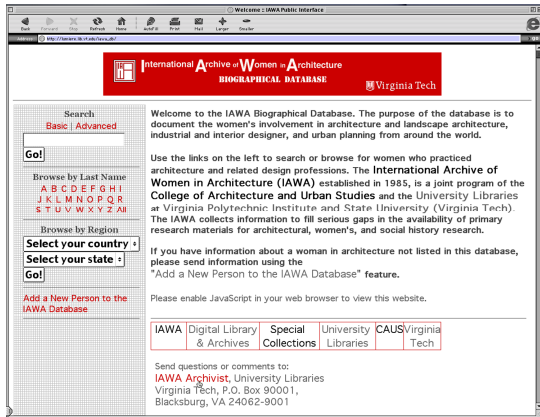 Welcome : IAWA Public Interface
Back Forward Stop Refresh Home AutoFill Print Mail Larger Smaller
International Archive of Women in Architecture
BIOGRAPHICAL DATABASE
Virginia Tech
Search
Basic | Advanced
Go!
Browse by Last Name
A B C D E F G H I
J K L M N O P Q R
S T U V W X Y Z All
Browse by Region
Select your country
Select your state
Go!
Add a New Person to the
IAWA Database
Welcome to the IAWA Biographical Database. The purpose of the database is to
document the women's involvement in architecture and landscape architecture,
industrial and interior designer, and urban planning from around the world.
Use the links on the left to search or browse for women who practiced
architecture and related design professions. The International Archive of
Women in Architecture (IAWA) established in 1985, is a joint program of the
College of Architecture and Urban Studies and the University Libraries
at Virginia Polytechnic Institute and State University (Virginia Tech).
The IAWA collects information to fill serious gaps in the availability of primary
research materials for architectural, women's, and social history research.
If you have information about a woman in architecture not listed in this database,
please send information using the
"Add a New Person to the IAWA Database" feature.
Please enable JavaScript in your web browser to view this website.
IAWA Digital Library Special University CAUS Virginia
& Archives Collections Libraries Tech
Send questions or comments to:
IAWA Archivist, University Libraries
Virginia Tech, P.O. Box 90001,
Blacksburg, VA 24062-9001